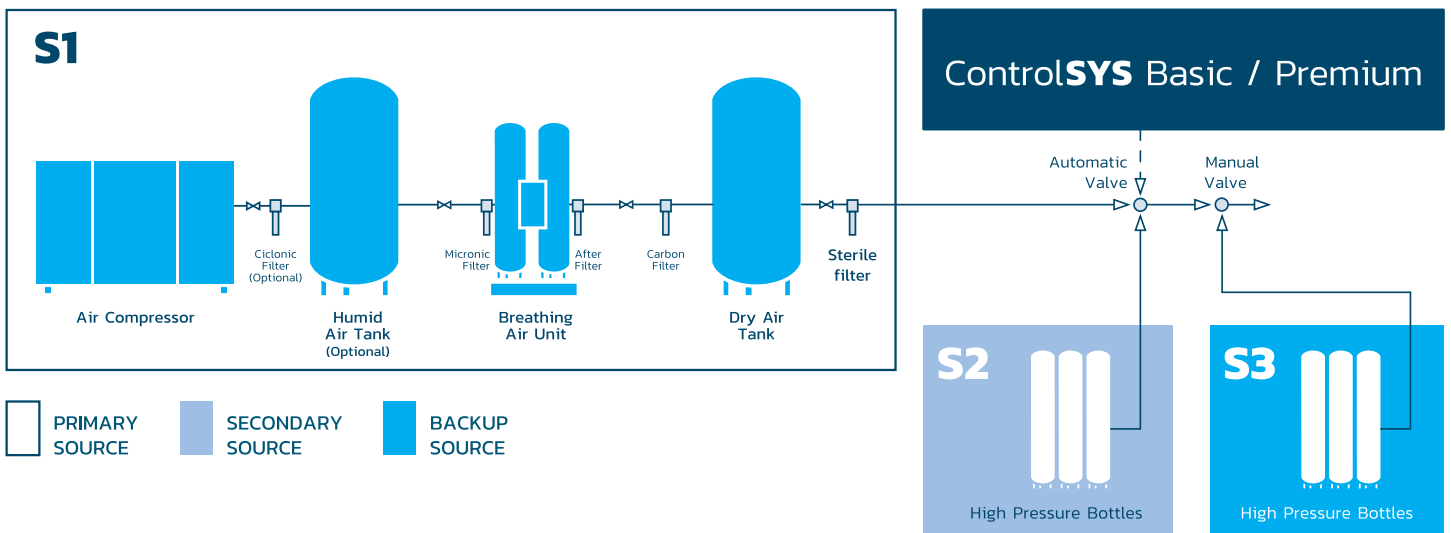 S1
ControlSYS Basic / Premium
Automatic
Valve
Manual
Valve
Ciclonic
Filter
(Optional)
Micronic
Filter
After
Filter
Carbon
Filter
Sterile
filter
Air Compressor
Humid
Air Tank
(Optional)
Breathing
Air Unit
Dry Air
Tank
S2
High Pressure Bottles
S3
High Pressure Bottles
PRIMARY
SOURCE
SECONDARY
SOURCE
BACKUP
SOURCE